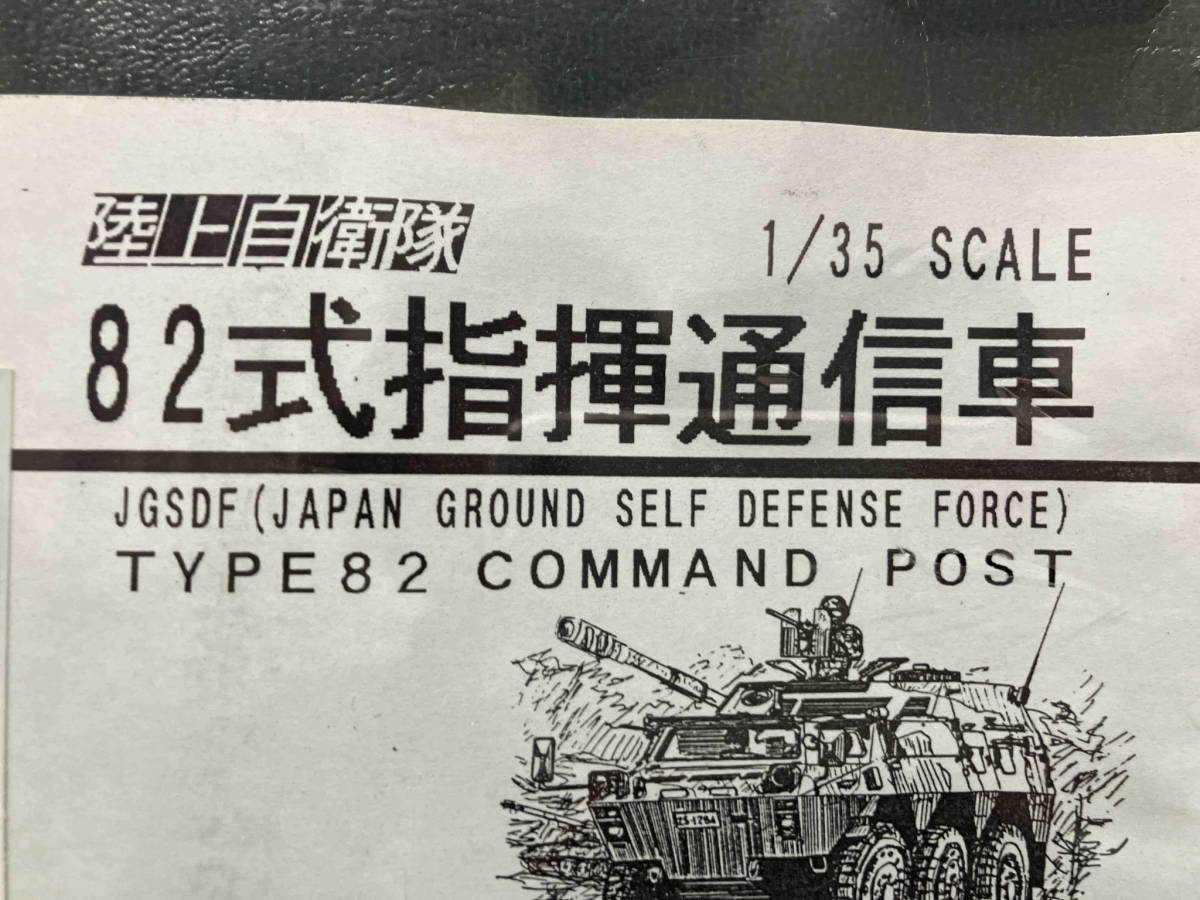 陸上自衛隊
1/35 SCALE
82式指揮通信車
JGSDF(JAPAN GROUND SELF DEFENSE FORCE)
TYPE82 COMMAND POST